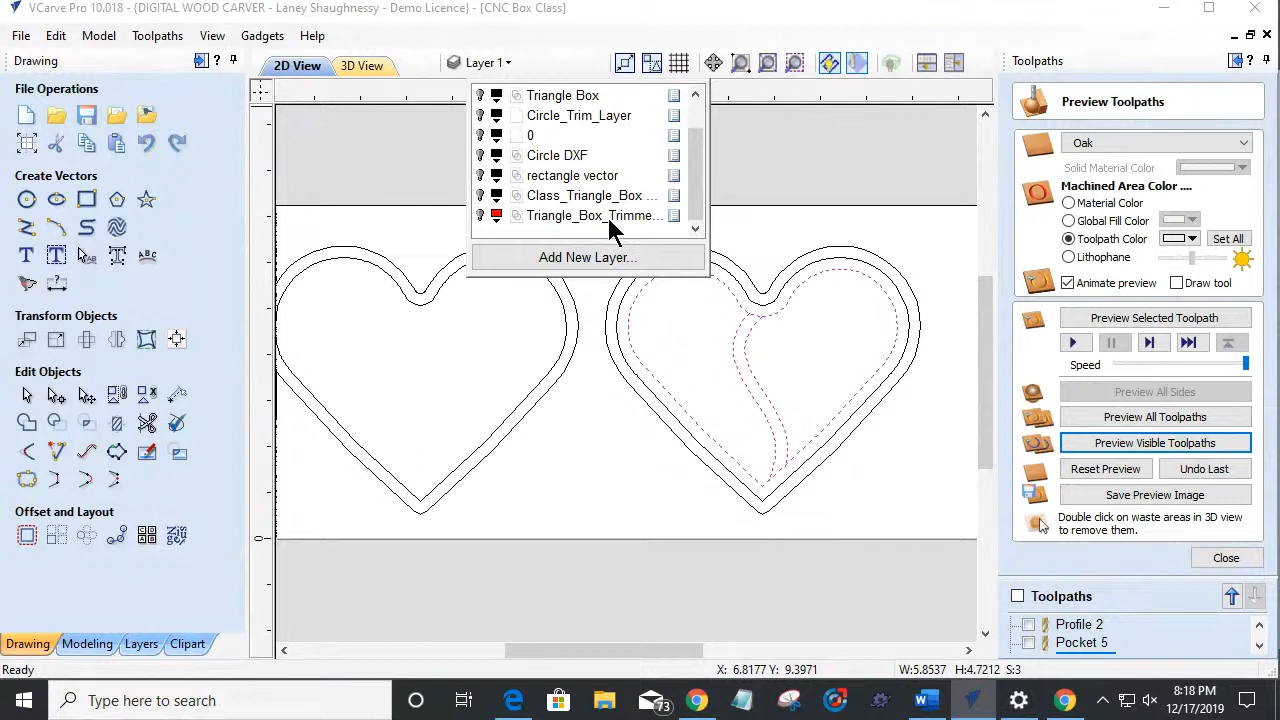 VCarve Pro 10.018 - {DIGITAL WOOD CARVER - Laney Shaughnessy - Demo Licence} - [CNC Box Class]
File Edit Model Toolpaths View Gadgets Help
Drawing
File Operations
Create Vectors
Transform Objects
Edit Objects
Offset and Layout
Drawing Modeling Layers Clipart
2D View 3D View Layer 1
Triangle Box
Circle_Trim_Layer
0
Circle DXF
rectangle vector
Class_Triangle_Box ...
Triangle_Box_Trimme...
Add New Layer...
Toolpaths
Preview Toolpaths
Oak
Solid Material Color
Machined Area Color ....
Material Color
Global Fill Color
Toolpath Color Set All
Lithophane
Animate preview Draw tool
Preview Selected Toolpath
Speed
Preview All Sides
Preview All Toolpaths
Preview Visible Toolpaths
Reset Preview Undo Last
Save Preview Image
Double click on waste areas in 3D view
to remove them.
Close
Toolpaths
Profile 2
Pocket 5
Ready X: 6.8177 Y: 9.3971 W:5.8537 H:4.7212 S:3
Type here to search 73 8:18 PM
12/17/2019